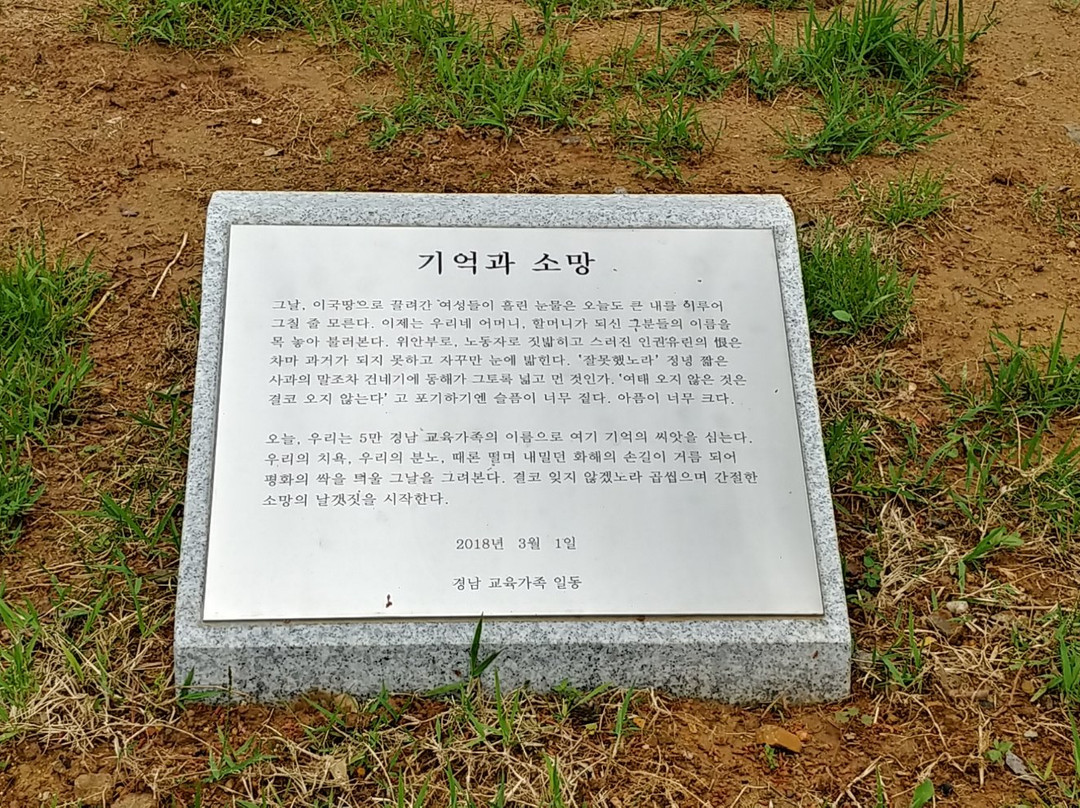 기억과 소망
그날, 이국땅으로 끌려간 여성들이 흘린 눈물은 오늘도 큰 내를 이루어
그칠 줄 모른다. 이제는 우리네 어머니, 할머니가 되신 그분들의 이름을
목 놓아 불러본다. 위안부로, 노동자로 짓밟히고 스러진 인권유린의 恨은
차마 과거가 되지 못하고 자꾸만 눈에 밟힌다. '잘못했노라' 정녕 짧은
사과의 말조차 건네기에 동해가 그토록 넓고 먼 것인가. '여태 오지 않은 것은
결코 오지 않는다' 고 포기하기엔 슬픔이 너무 짙다. 아픔이 너무 크다.
오늘, 우리는 5만 경남 교육가족의 이름으로 여기 기억의 씨앗을 심는다.
우리의 치욕, 우리의 분노, 때론 떨며 내밀던 화해의 손길이 거름 되어
평화의 싹을 틔울 그날을 그려본다. 결코 잊지 않겠노라 곱씹으며 간절한
소망의 날갯짓을 시작한다.
2018년 3월 1일
경남 교육가족 일동